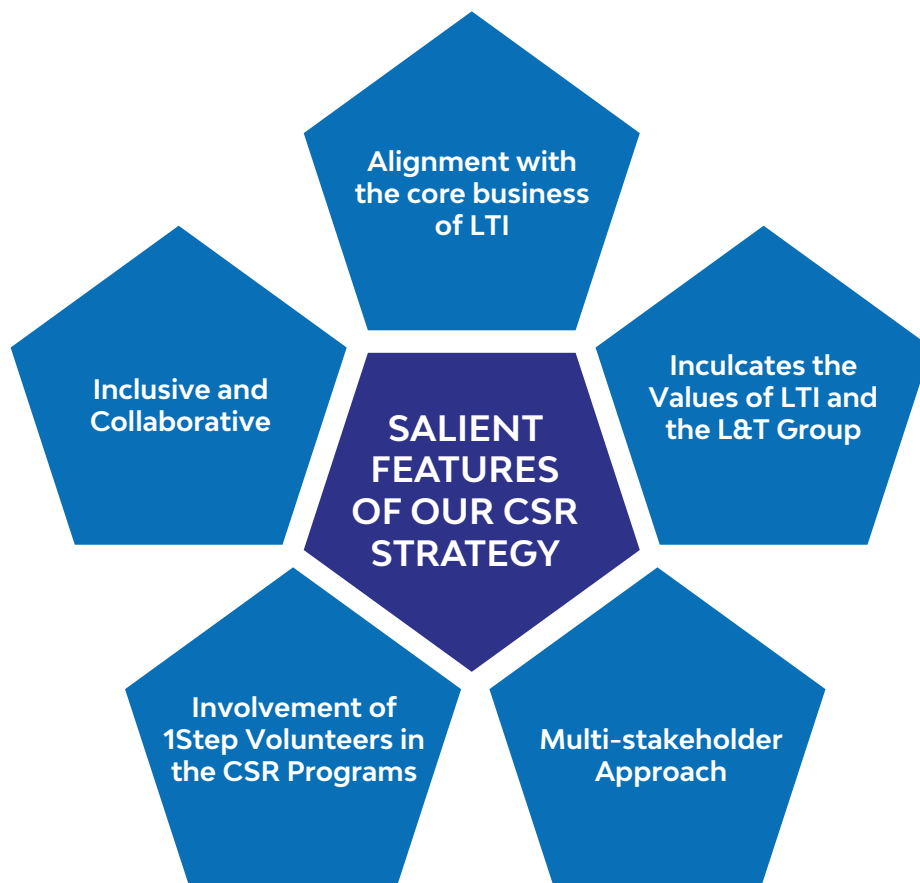 Alignment with
the core business
of LTI
Inclusive and
Collaborative
Inculcates the
Values of LTI and
the L&T Group
SALIENT
FEATURES
OF OUR CSR
STRATEGY
Involvement of
1Step Volunteers in
the CSR Programs
Multi-stakeholder
Approach